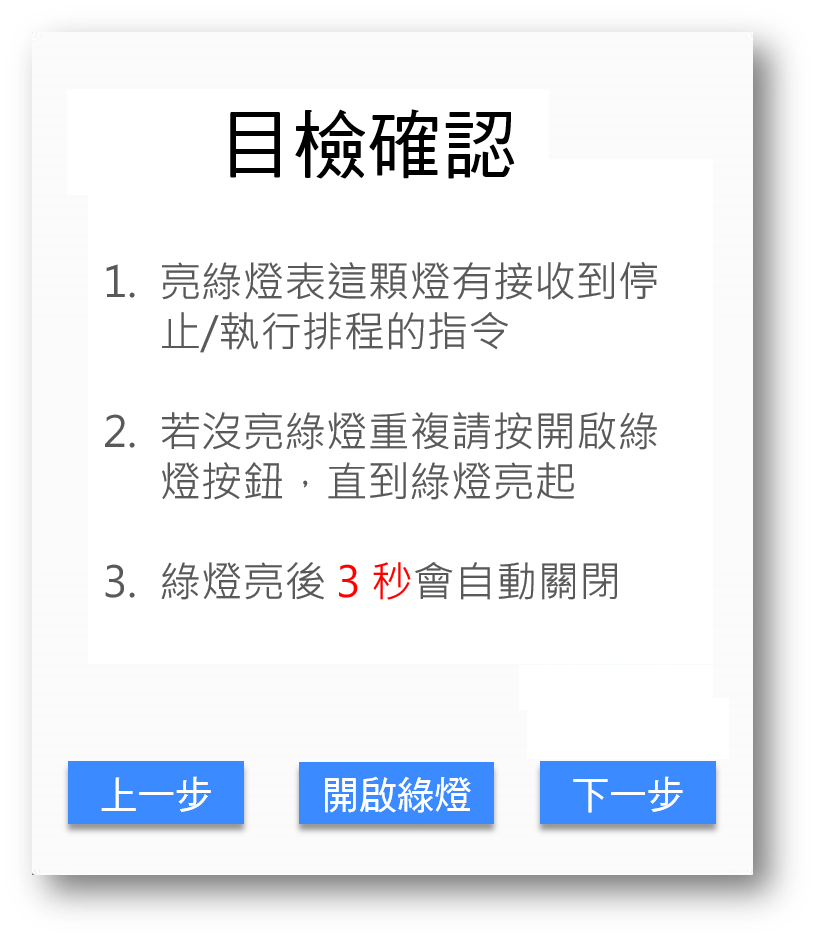 目檢確認
1. 亮綠燈表這顆燈有接收到停
止/執行排程的指令
2. 若沒亮綠燈重複請按開啟綠
燈按鈕，直到綠燈亮起
3. 綠燈亮後 3 秒會自動關閉
上一步
開啟綠燈
下一步